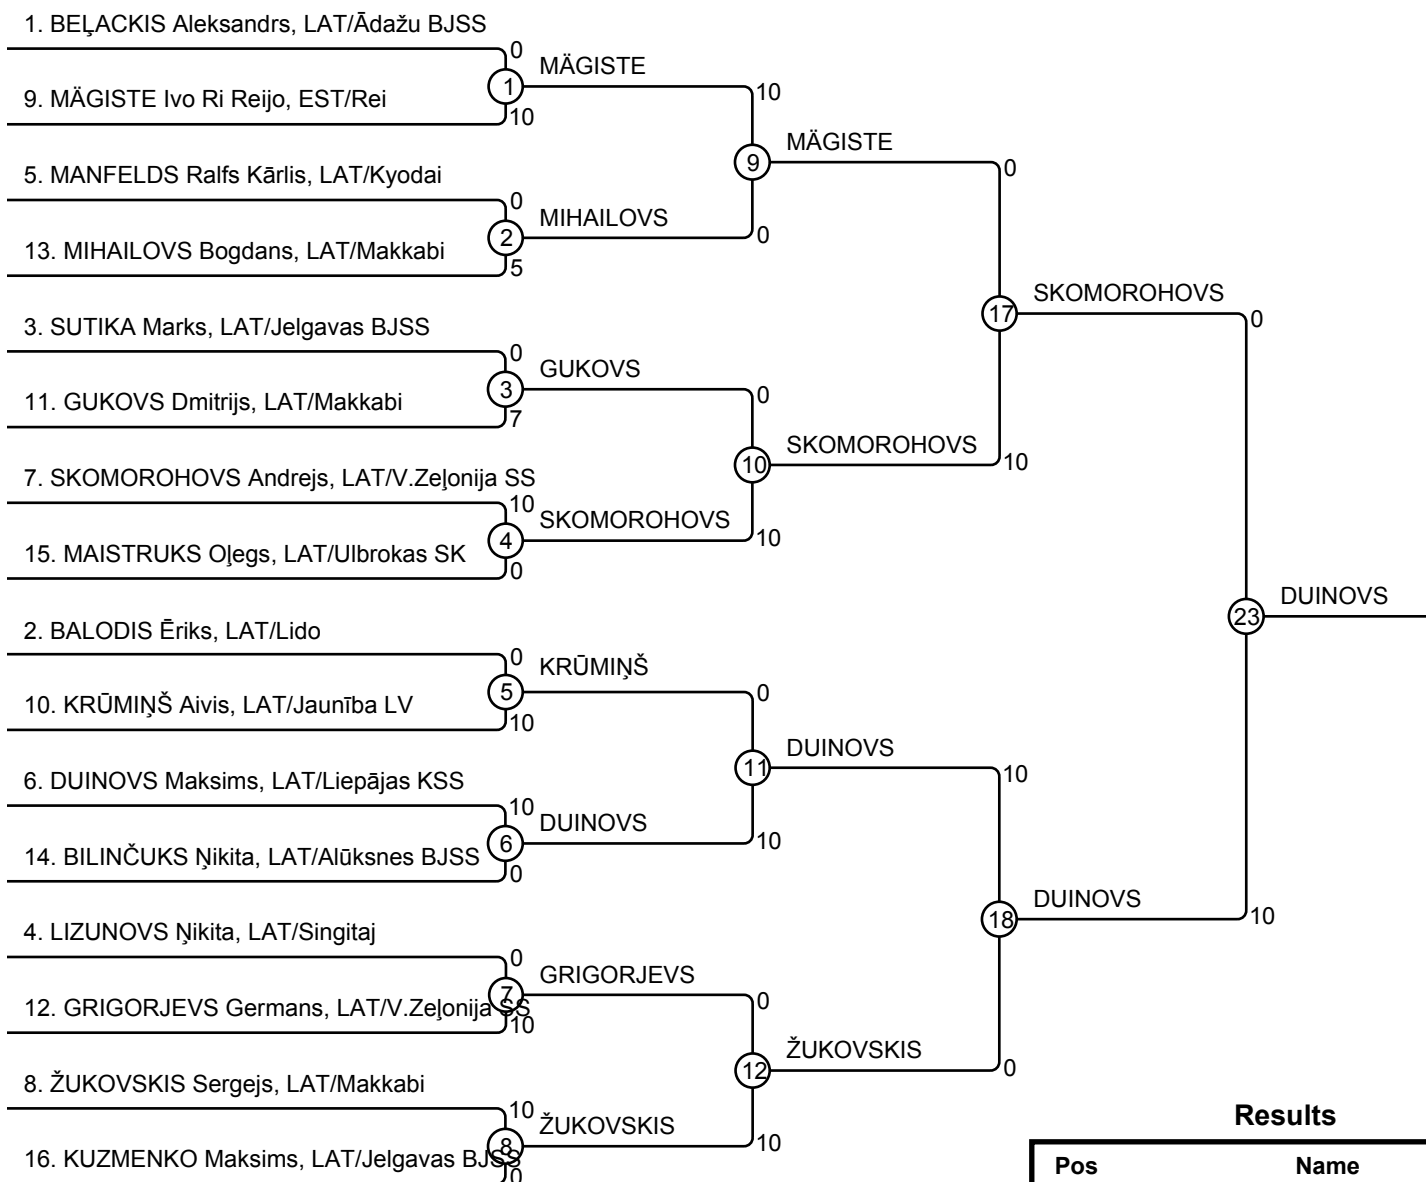 1. BEĻACKIS Aleksandrs, LAT/Ādažu BJSS
0
MÄGISTE
1
10
9. MÄGISTE Ivo Ri Reijo, EST/Rei
10
MÄGISTE
9
0
5. MANFELDS Ralfs Kārlis, LAT/Kyodai
0
MIHAILOVS
2
0
13. MIHAILOVS Bogdans, LAT/Makkabi
5
SKOMOROHOVS
17
0
3. SUTIKA Marks, LAT/Jelgavas BJSS
0
GUKOVS
3
0
11. GUKOVS Dmitrijs, LAT/Makkabi
7
SKOMOROHOVS
10
10
7. SKOMOROHOVS Andrejs, LAT/V.Zeļonija SS
10
SKOMOROHOVS
4
10
15. MAISTRUKS Oļegs, LAT/Ulbrokas SK
0
DUINOVS
23
2. BALODIS Ēriks, LAT/Lido
0
KRŪMIŅŠ
5
0
10. KRŪMIŅŠ Aivis, LAT/Jaunība LV
10
DUINOVS
11
10
6. DUINOVS Maksims, LAT/Liepājas KSS
10
DUINOVS
6
10
14. BILINČUKS Ņikita, LAT/Alūksnes BJSS
0
DUINOVS
18
10
4. LIZUNOVS Ņikita, LAT/Singitaj
0
GRIGORJEVS
7
0
12. GRIGORJEVS Germans, LAT/V.Zeļonija SS
10
ŽUKOVSKIS
12
0
8. ŽUKOVSKIS Sergejs, LAT/Makkabi
10
ŽUKOVSKIS
8
10
16. KUZMENKO Maksims, LAT/Jelgavas BJSS
0
Results
Pos Name